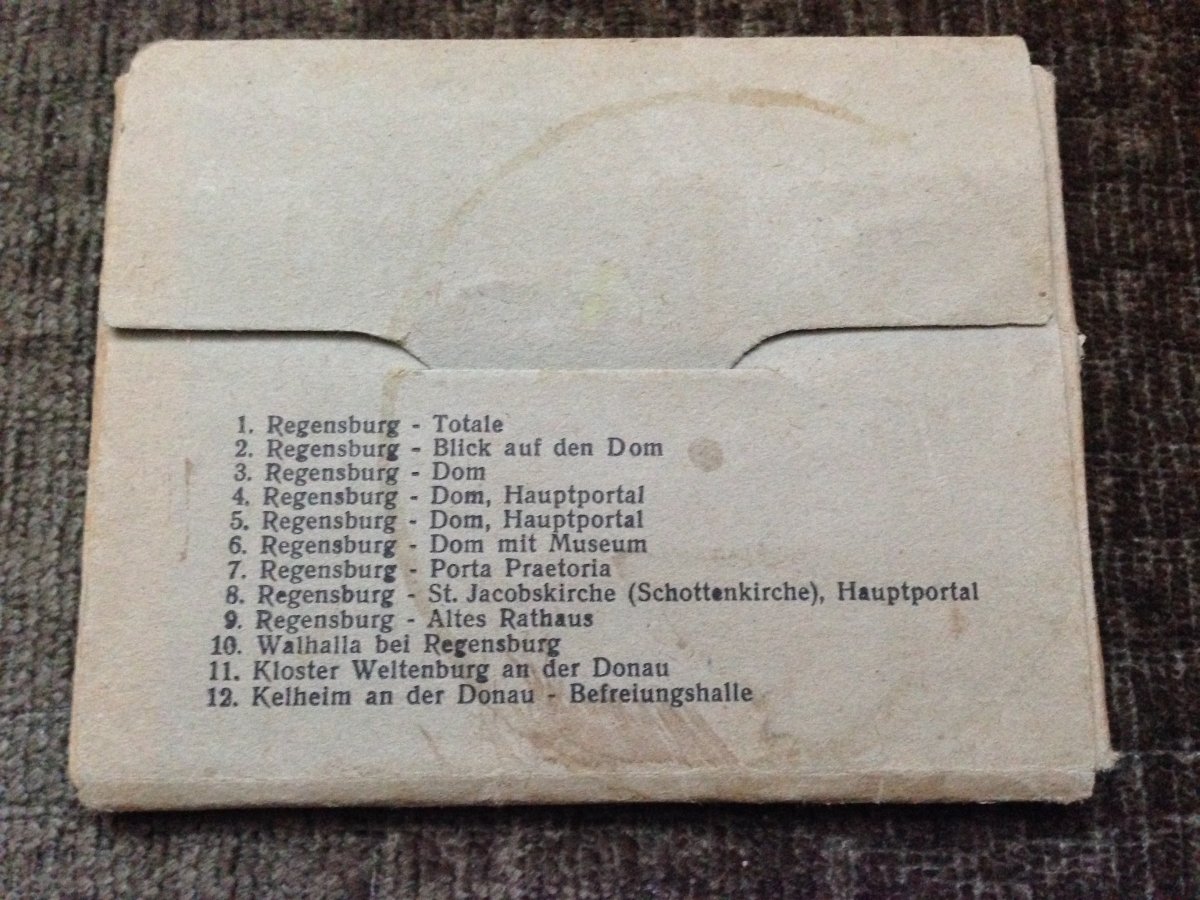 1. Regensburg - Totale
2. Regensburg - Blick auf den Dom
3. Regensburg - Dom
4. Regensburg - Dom, Hauptportal
5. Regensburg - Dom, Hauptportal
6. Regensburg - Dom mit Museum
7. Regensburg - Porta Praetoria
8. Regensburg - St. Jacobskirche (Schottenkirche), Hauptportal
9. Regensburg - Altes Rathaus
10. Walhalla bei Regensburg
11. Kloster Weltenburg an der Donau
12. Kelheim an der Donau - Befreiungshalle